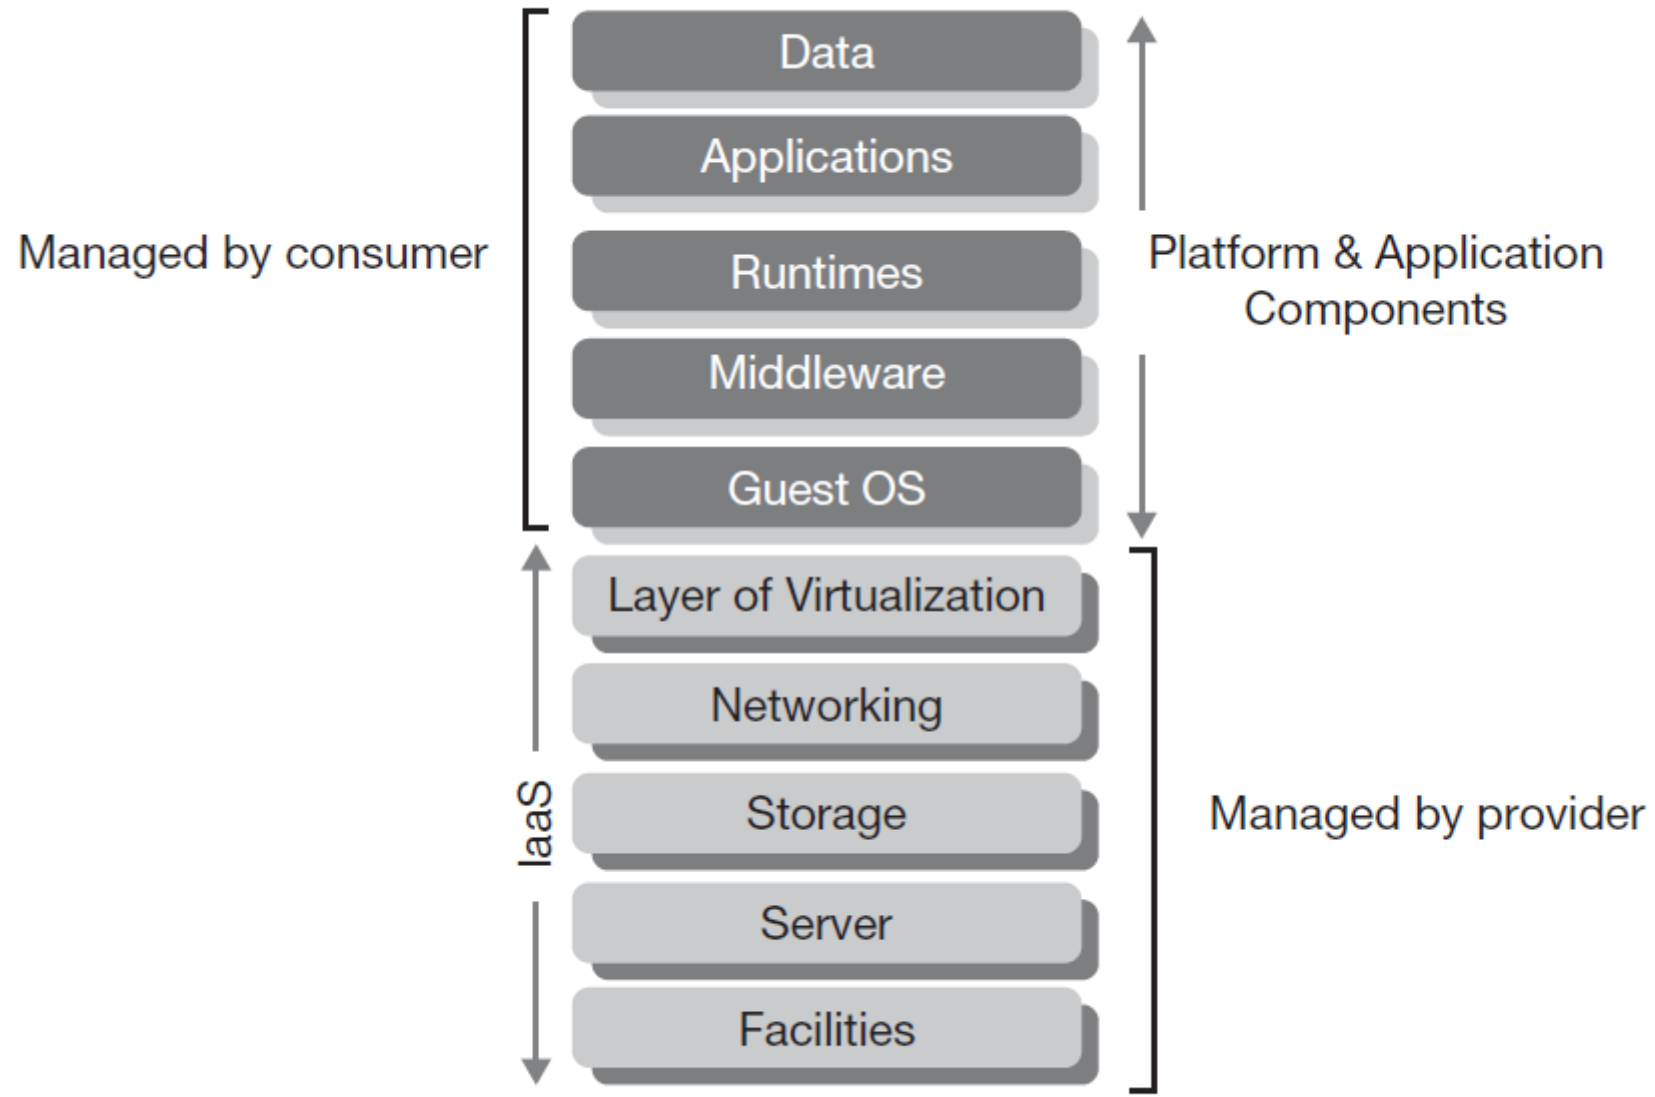 Data
Applications
Managed by consumer
Runtimes
Platform & Application
Components
Middleware
Guest OS
Layer of Virtualization
Networking
IaaS
Storage
Managed by provider
Server
Facilities